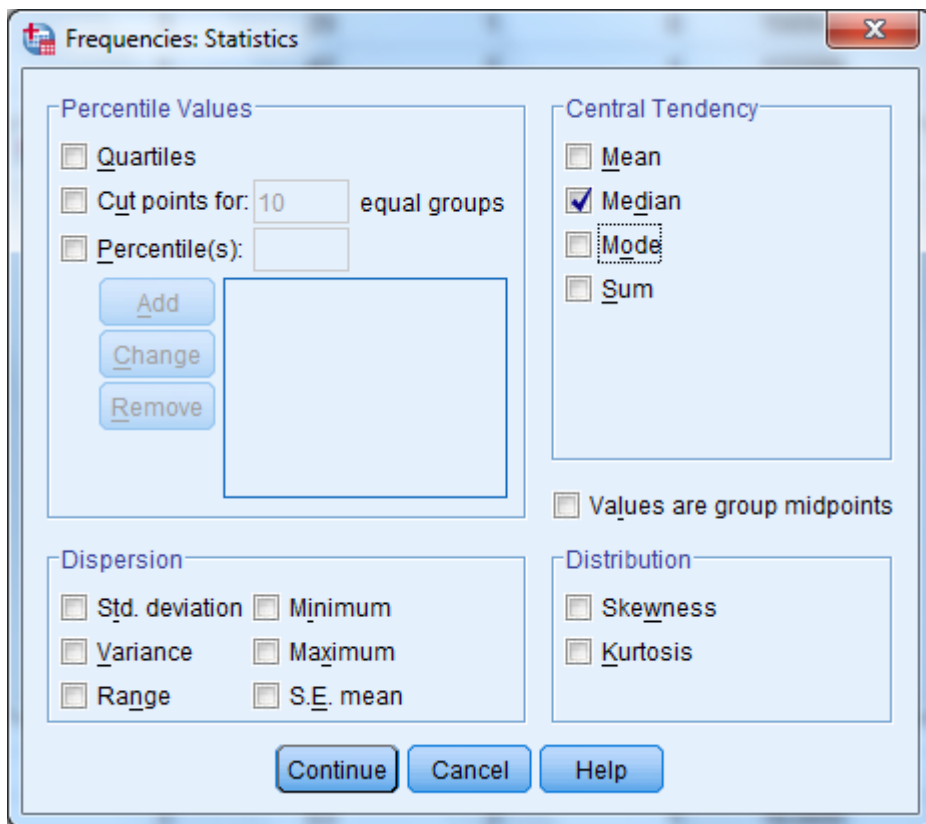 Frequencies: Statistics
Percentile Values
Quartiles
Cut points for: 10 equal groups
Percentile(s):
Add
Change
Remove
Central Tendency
Mean
Median
Mode
Sum
Values are group midpoints
Dispersion
Std. deviation Minimum
Variance Maximum
Range S.E. mean
Distribution
Skewness
Kurtosis
Continue Cancel Help